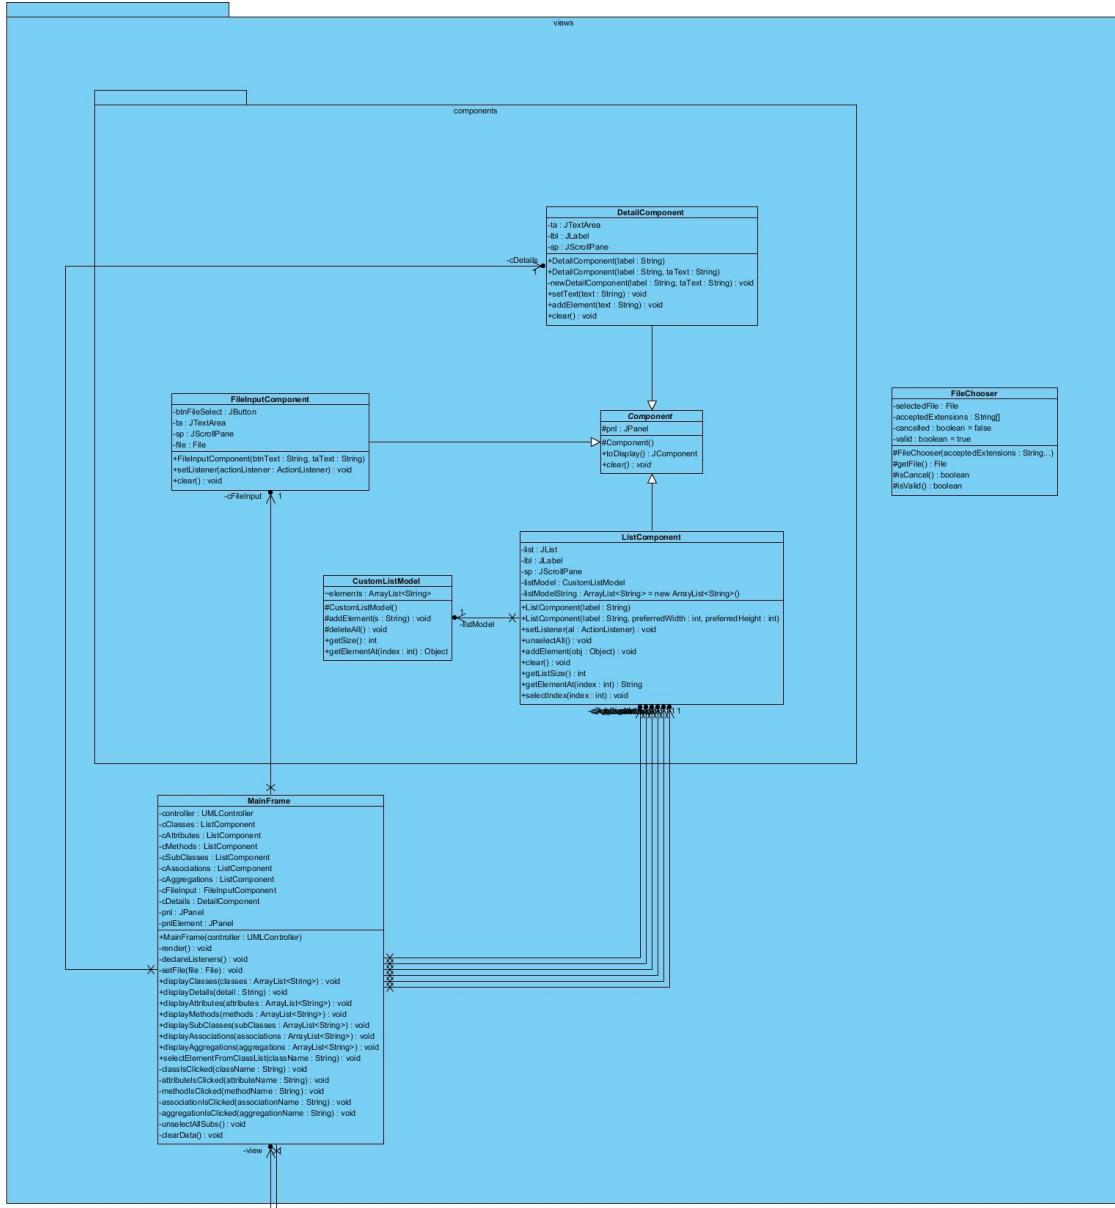 views
components
DetailComponent
-ta : JTextArea
-lbl : JLabel
-sp : JScrollPane
+DetailComponent(label : String)
+DetailComponent(label : String, taText : String)
-newDetailComponent(label : String, taText : String) : void
+setText(text : String) : void
+addElement(text : String) : void
+clear() : void
-cDetails
1
FileInputComponent
-btnFileSelect : JButton
-ta : JTextArea
-sp : JScrollPane
-file : File
+FileInputComponent(btnText : String, taText : String)
+setListener(actionListener : ActionListener) : void
+clear() : void
-cFileInput
1
Component
#pnl : JPanel
#Component()
+toDisplay() : JComponent
+clear() : void
FileChooser
-selectedFile : File
-acceptedExtensions : String[]
-cancelled : boolean = false
-valid : boolean = true
#FileChooser(acceptedExtensions : String...)
#getFile() : File
#isCancel() : boolean
#isValid() : boolean
CustomListModel
~elements : ArrayList<String>
#CustomListModel()
#addElement(s : String) : void
#deleteAll() : void
+getSize() : int
+getElementAt(index : int) : Object
1
-listModel
ListComponent
-list : JList
-lbl : JLabel
-sp : JScrollPane
-listModel : CustomListModel
-listModelString : ArrayList<String> = new ArrayList<String>()
+ListComponent(label : String)
+ListComponent(label : String, preferredWidth : int, preferredHeight : int)
+setListener(al : ActionListener) : void
+unselectAll() : void
+addElement(obj : Object) : void
+clear() : void
+getListSize() : int
+getElementAt(index : int) : String
+selectIndex(index : int) : void
1
MainFrame
-controller : UMLController
-cClasses : ListComponent
-cAttributes : ListComponent
-cMethods : ListComponent
-cSubClasses : ListComponent
-cAssociations : ListComponent
-cAggregations : ListComponent
-cFileInput : FileInputComponent
-cDetails : DetailComponent
-pnl : JPanel
-pnlElement : JPanel
+MainFrame(controller : UMLController)
-render() : void
-declareListeners() : void
-setFile(file : File) : void
+displayClasses(classes : ArrayList<String>) : void
+displayDetails(detail : String) : void
+displayAttributes(attributes : ArrayList<String>) : void
+displayMethods(methods : ArrayList<String>) : void
+displaySubClasses(subClasses : ArrayList<String>) : void
+displayAssociations(associations : ArrayList<String>) : void
+displayAggregations(aggregations : ArrayList<String>) : void
+selectElementFromClassList(className : String) : void
-classIsClicked(className : String) : void
-attributeIsClicked(attributeName : String) : void
-methodIsClicked(methodName : String) : void
-associationIsClicked(associationName : String) : void
-aggregationIsClicked(aggregationName : String) : void
-unselectAllSubs() : void
-clearData() : void
-view